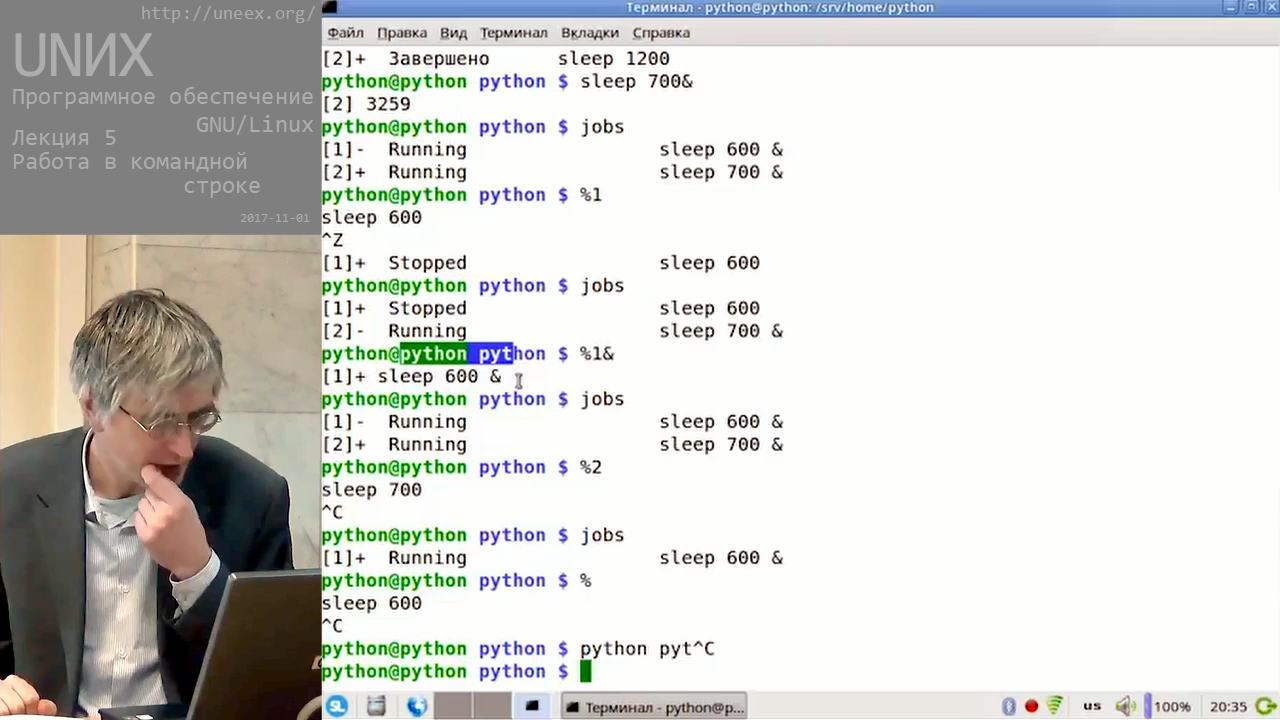 http://uneex.org/
UNИX
Программное обеспечение
GNU/Linux
Лекция 5
Работа в командной
строке
2017-11-01
Терминал - python@python: /srv/home/python
Файл Правка Вид Терминал Вкладки Справка
[2]+ Завершено sleep 1200
python@python python $ sleep 700&
[2] 3259
python@python python $ jobs
[1]- Running sleep 600 &
[2]+ Running sleep 700 &
python@python python $ %1
sleep 600
^Z
[1]+ Stopped sleep 600
python@python python $ jobs
[1]+ Stopped sleep 600
[2]- Running sleep 700 &
python@python python $ %1&
[1]+ sleep 600 &
python@python python $ jobs
[1]- Running sleep 600 &
[2]+ Running sleep 700 &
python@python python $ %2
sleep 700
^C
python@python python $ jobs
[1]+ Running sleep 600 &
python@python python $ %
sleep 600
^C
python@python python $ python pyt^C
python@python python $
SL Терминал - python@p... us 100% 20:35